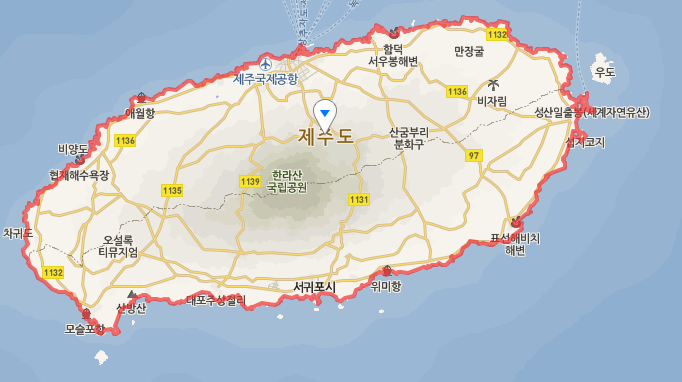 1132
함덕
서우봉해변
만장굴
우도
제주국제공항
1136
비자림
애월항
성산일출봉(세계자연유산)
제주도
산굼부리
분화구
1136
섭지코지
비양도
97
협재해수욕장
한라산
국립공원
1139
1135
1131
차귀도
오설록
티뮤지엄
표선해비치
해변
1132
서귀포시
위미항
대포주상절리
산방산
모슬포항